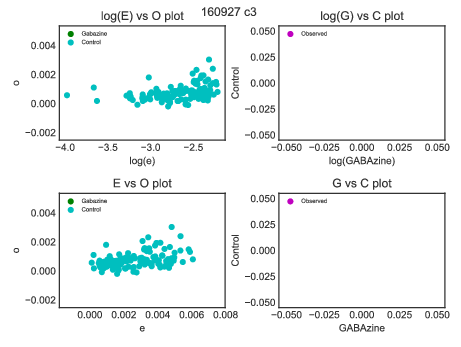 160927 c3
log(E) vs O plot
Gabazine
Control
0.004
0.002
0.000
−0.002
o
−4.0 −3.5 −3.0 −2.5
log(e)
log(G) vs C plot
Observed
0.050
0.025
0.000
−0.025
−0.050
Control
−0.050 −0.025 0.000 0.025 0.050
log(GABAzine)
E vs O plot
Gabazine
Control
0.004
0.002
0.000
−0.002
o
0.000 0.002 0.004 0.006 0.008
e
G vs C plot
Observed
0.050
0.025
0.000
−0.025
−0.050
Control
−0.050 −0.025 0.000 0.025 0.050
GABAzine